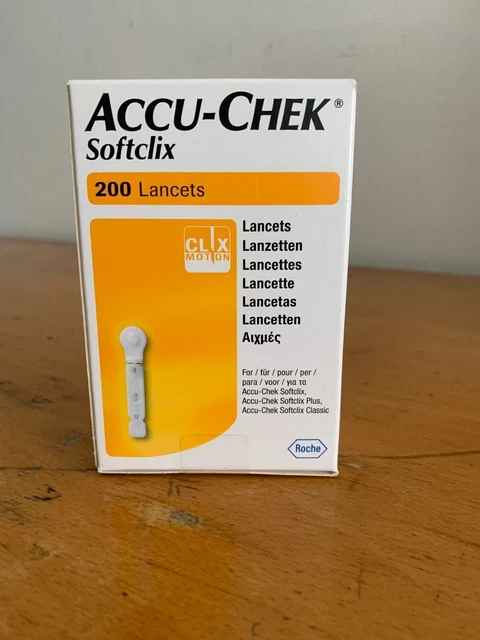 ACCU-CHEK®
Softclix
200 Lancets
CLIX
MOTION
Lancets
Lanzetten
Lancettes
Lancette
Lancetas
Lancetten
Αιχμές
For / für / pour / per /
para / voor / για τα
Accu-Chek Softclix,
Accu-Chek Softclix Plus,
Accu-Chek Softclix Classic
Roche